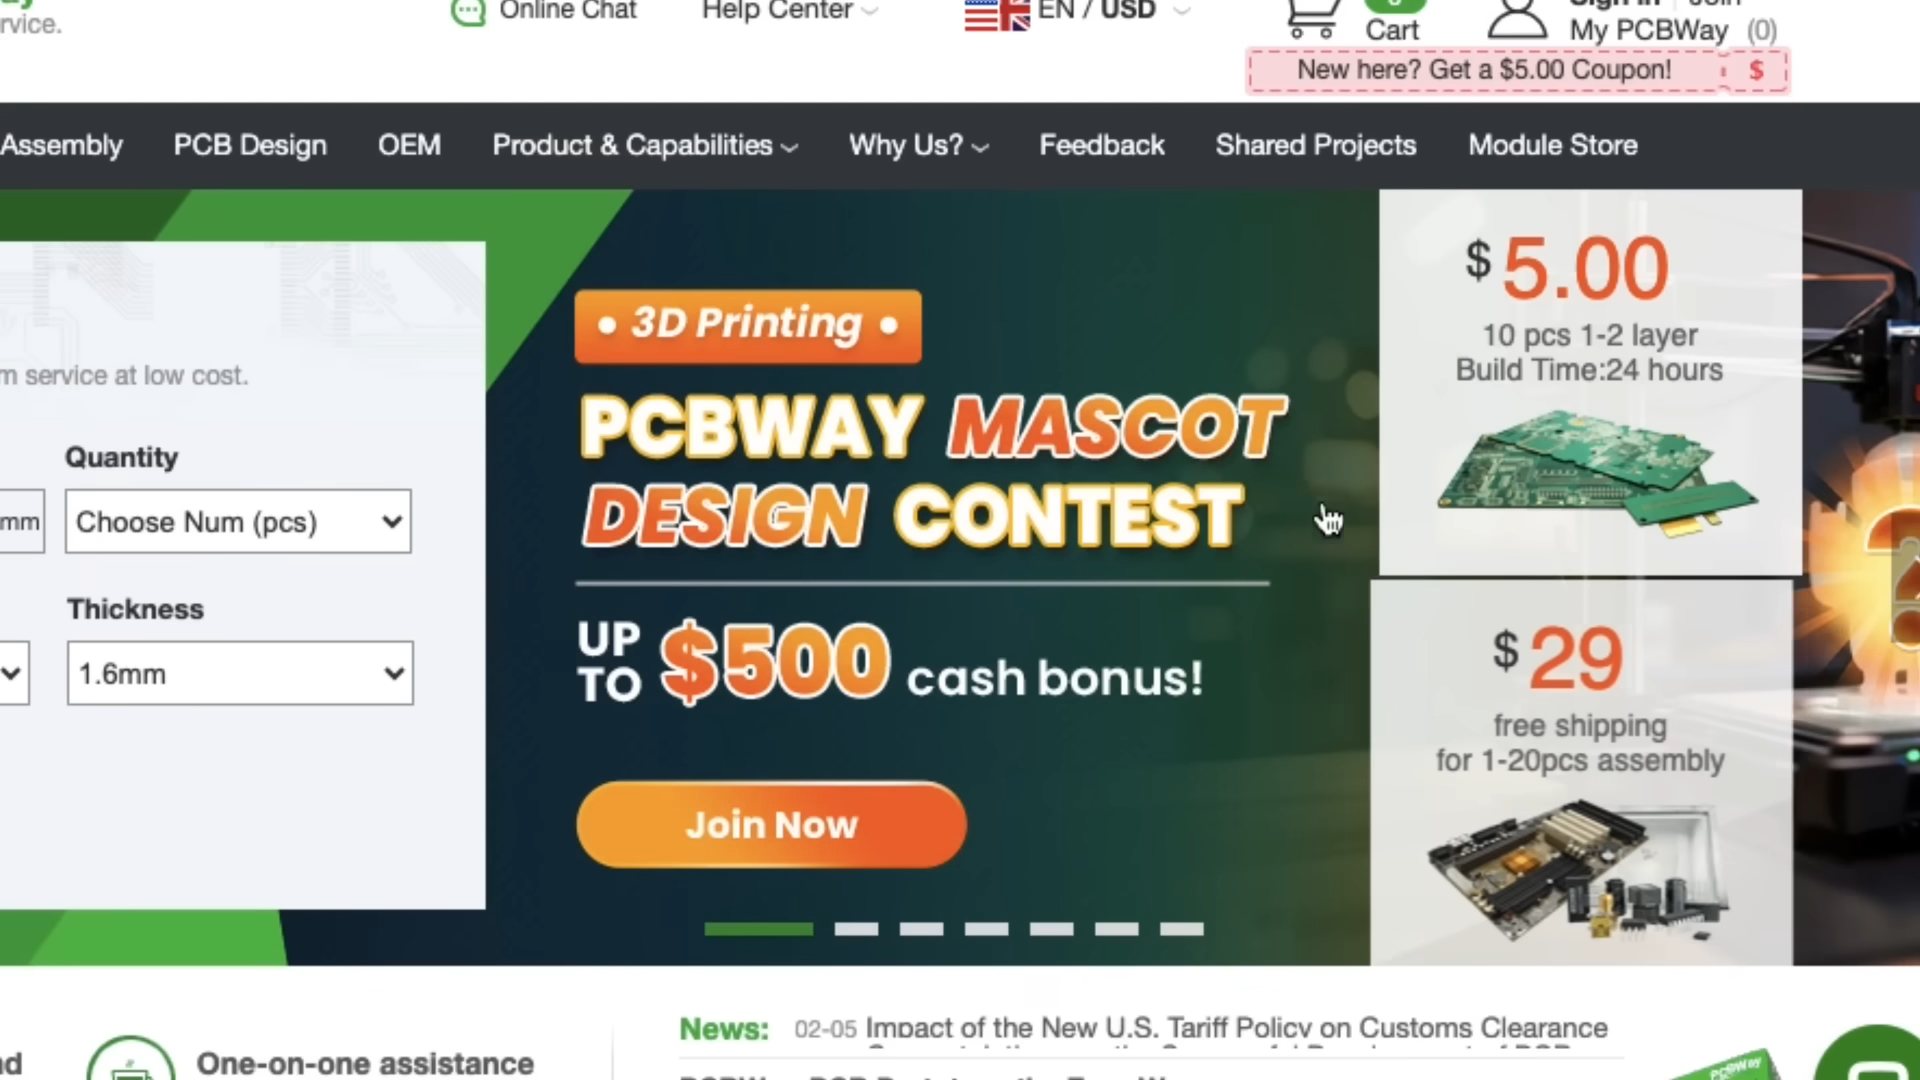 rvice.
Online Chat
Help Center
EN / USD
Cart
My PCBWay (0)
New here? Get a $5.00 Coupon! $
Assembly
PCB Design
OEM
Product & Capabilities
Why Us?
Feedback
Shared Projects
Module Store
m service at low cost.
Quantity
mm
Choose Num (pcs)
Thickness
1.6mm
• 3D Printing •
PCBWAY MASCOT
DESIGN CONTEST
UP TO $500 cash bonus!
Join Now
$ 5.00
10 pcs 1-2 layer
Build Time:24 hours
$ 29
free shipping
for 1-20pcs assembly
nd
One-on-one assistance
News: 02-05 Impact of the New U.S. Tariff Policy on Customs Clearance
PCBWay